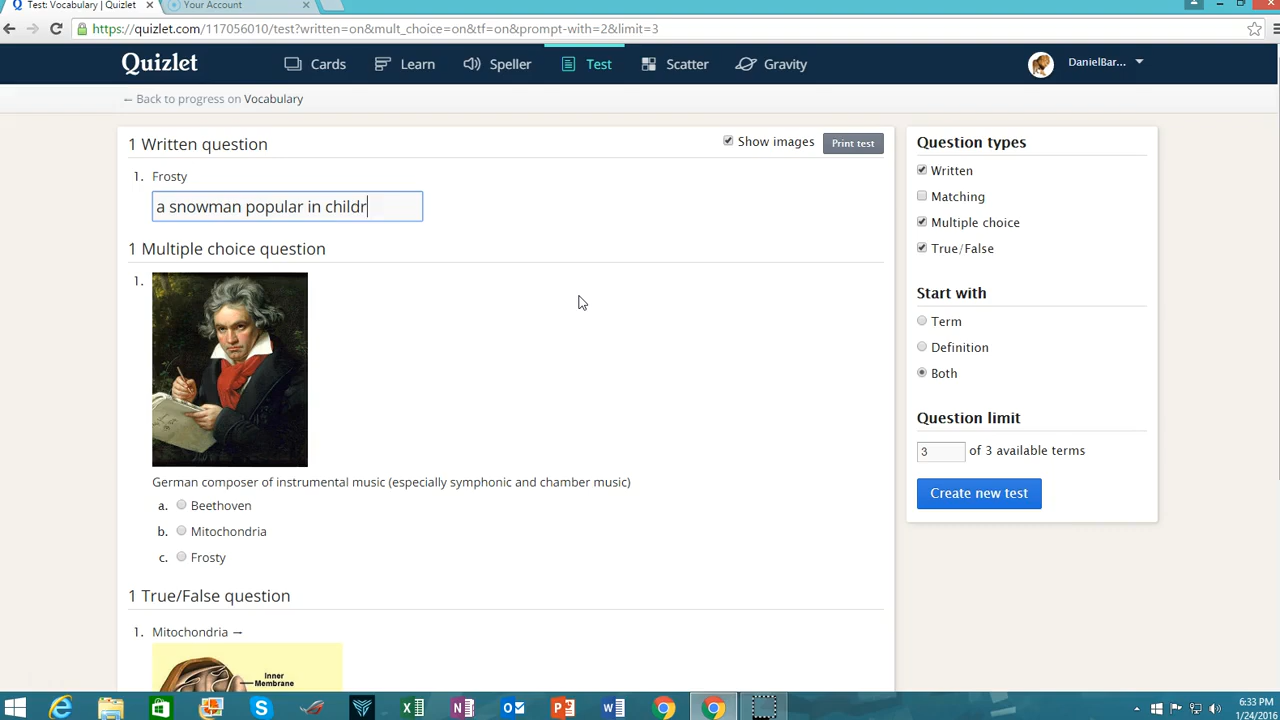 Test: Vocabulary | Quizlet
Your Account
https://quizlet.com/117056010/test?written=on&mult_choice=on&tf=on&prompt-with=2&limit=3
Quizlet
Cards
Learn
Speller
Test
Scatter
Gravity
DanielBar...
← Back to progress on Vocabulary
1 Written question
Show images
Print test
1. Frosty
a snowman popular in childr
1 Multiple choice question
1.
German composer of instrumental music (especially symphonic and chamber music)
a. Beethoven
b. Mitochondria
c. Frosty
1 True/False question
1. Mitochondria →
Inner
Membrane
Question types
Written
Matching
Multiple choice
True/False
Start with
Term
Definition
Both
Question limit
3 of 3 available terms
Create new test
6:33 PM
1/24/2016